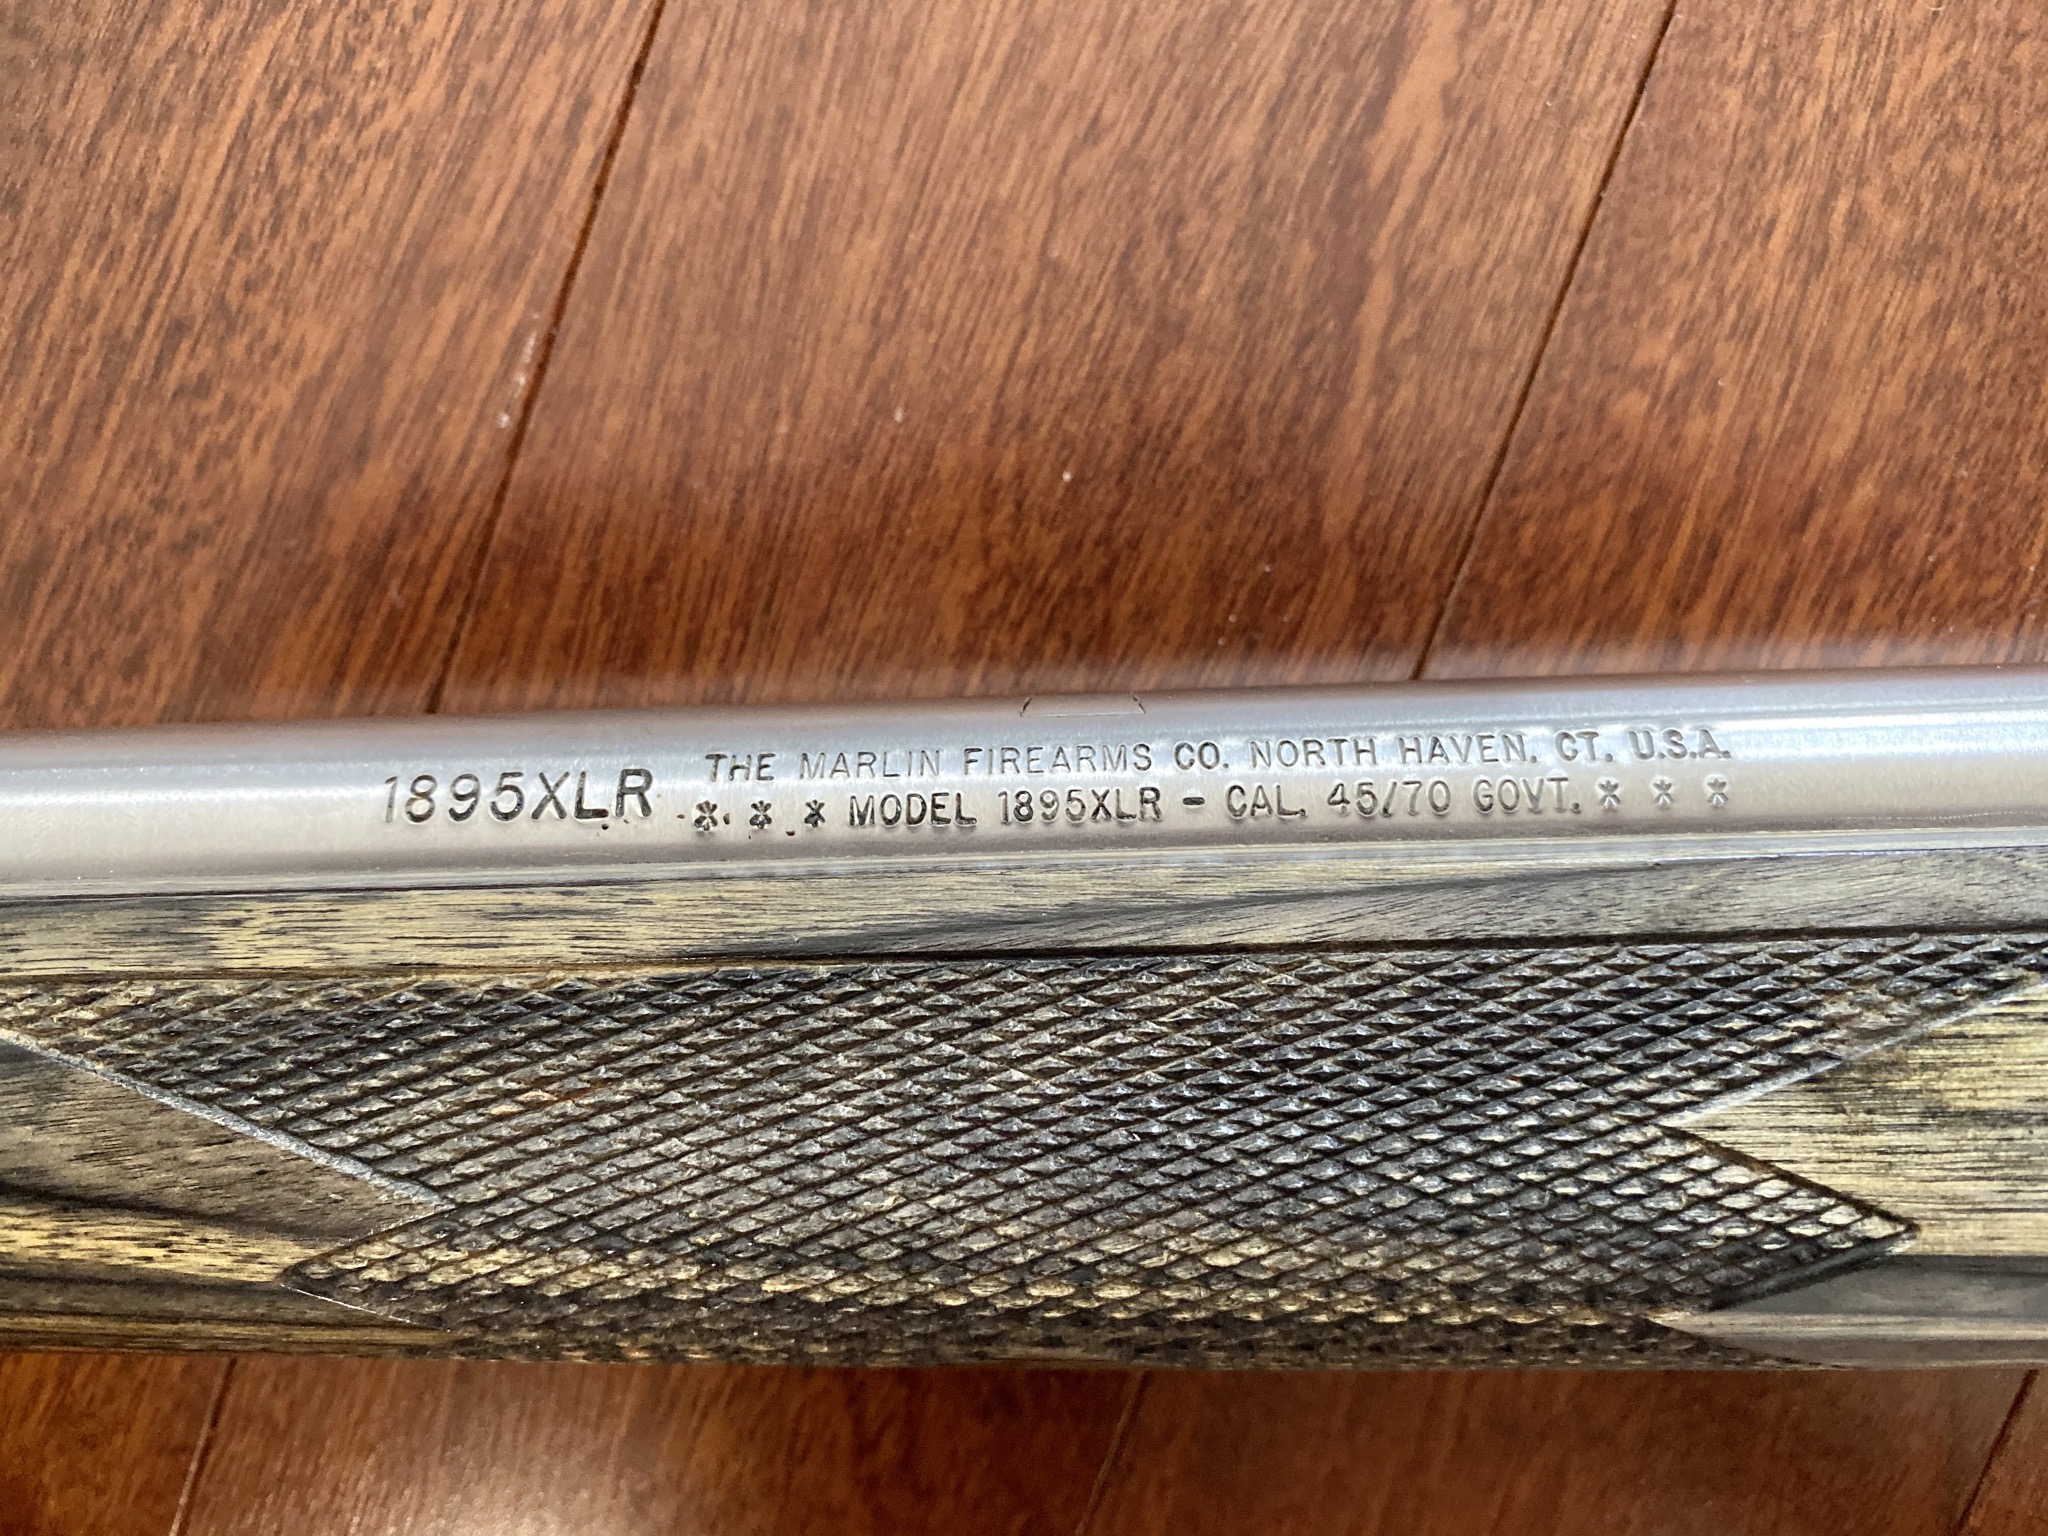 1895XLR
THE MARLIN FIREARMS CO. NORTH HAVEN, CT. U.S.A.
* * * MODEL 1895XLR - CAL. 45/70 GOVT. * * *